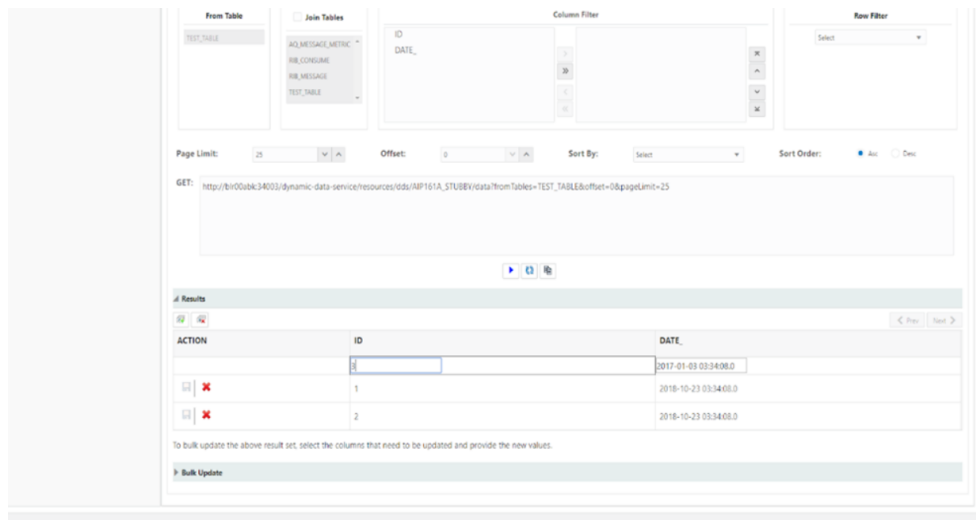 From Table
Join Tables
Column Filter
Row Filter
TEST_TABLE
AQ_MESSAGE_METRIC
RIB_CONSUME
RIB_MESSAGE
TEST_TABLE
ID
DATE_
Select
Page Limit: 25 Offset: 0 Sort By: Select Sort Order: Asc Desc
GET: http://blr00abk:34003/dynamic-data-service/resources/dds/AIP161A_STUBBY/data?fromTables=TEST_TABLE&offset=0&pageLimit=25
Results
Prev Next
ACTION ID DATE_
3 2017-01-03 03:34:08.0
1 2018-10-23 03:34:08.0
2 2018-10-23 03:34:08.0
To bulk update the above result set, select the columns that need to be updated and provide the new values.
Bulk Update